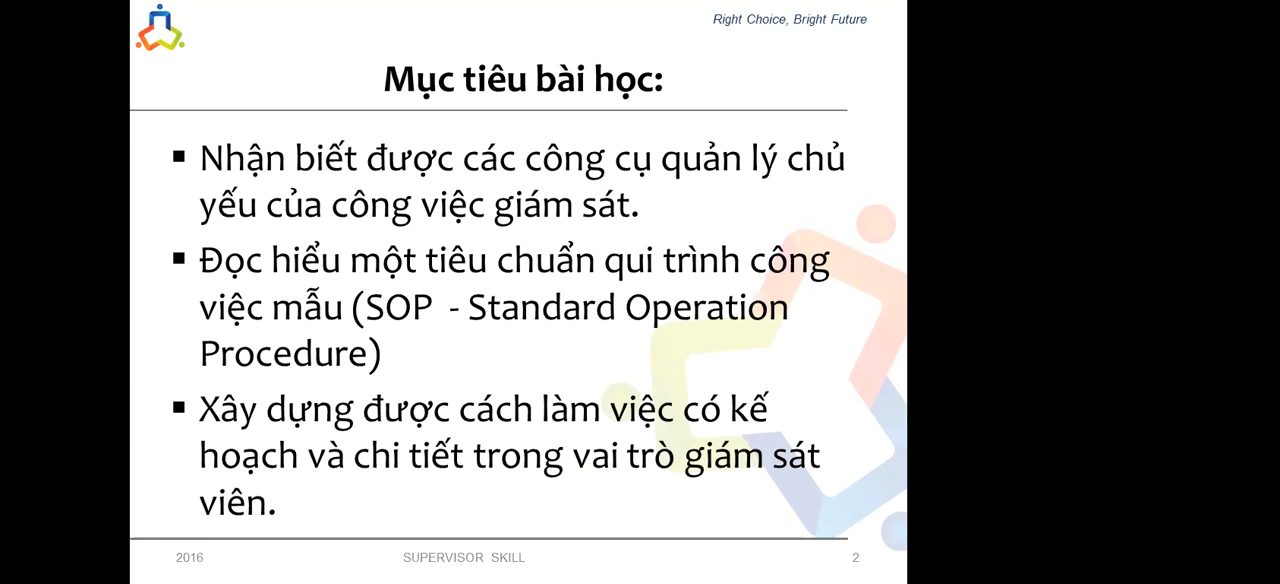 Right Choice, Bright Future
Mục tiêu bài học:
▪ Nhận biết được các công cụ quản lý chủ
yếu của công việc giám sát.
▪ Đọc hiểu một tiêu chuẩn qui trình công
việc mẫu (SOP - Standard Operation
Procedure)
▪ Xây dựng được cách làm việc có kế
hoạch và chi tiết trong vai trò giám sát
viên.
2016 SUPERVISOR SKILL 2